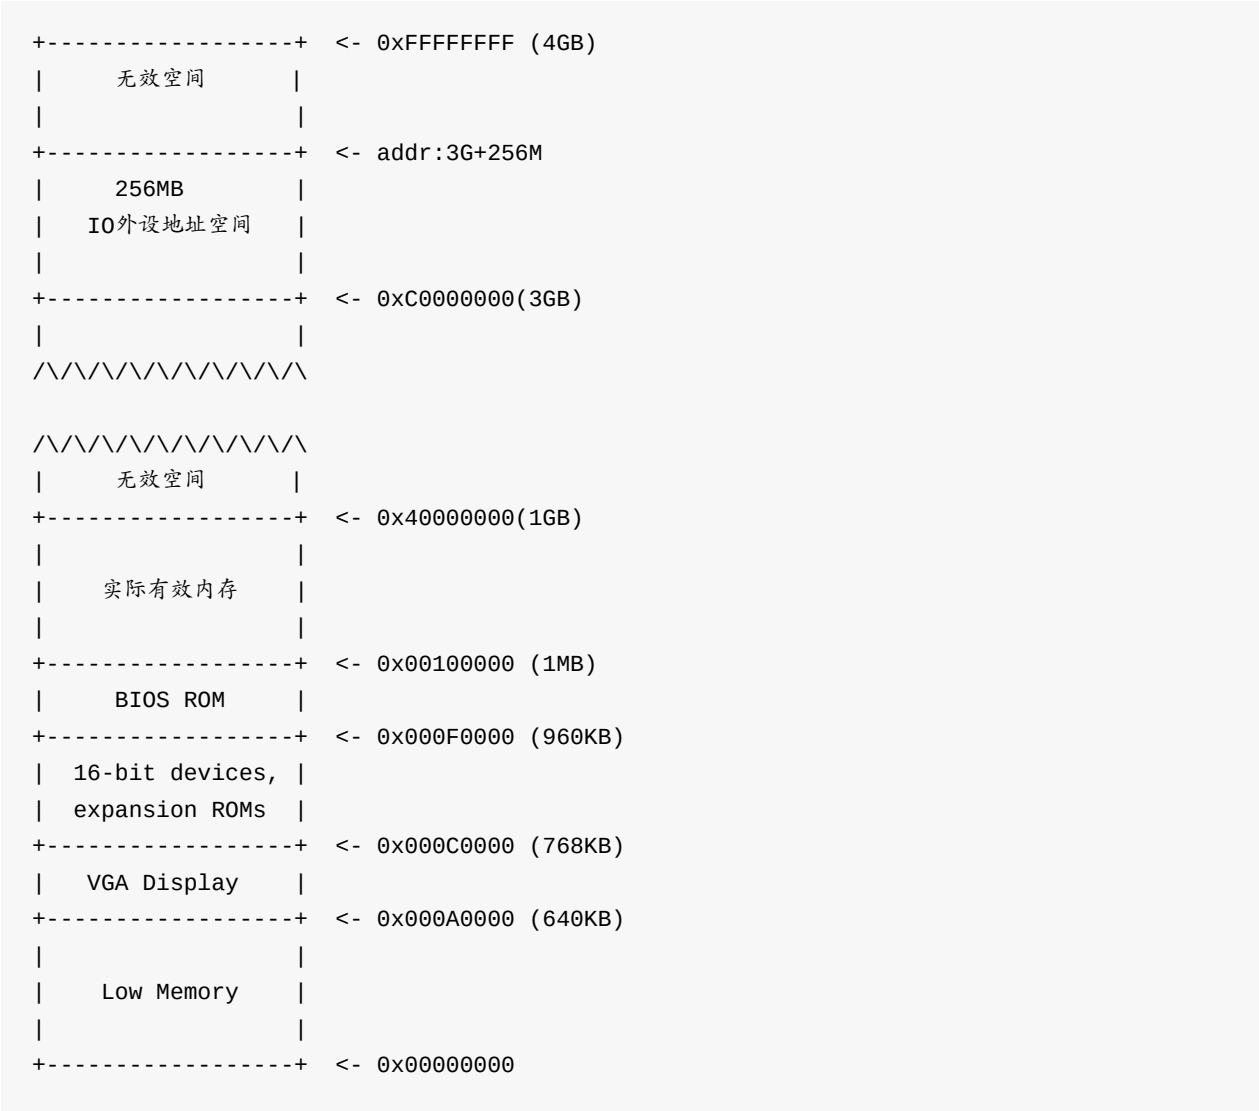 +------------------+  <- 0xFFFFFFFF (4GB)
|     无效空间      |
|                  |
+------------------+  <- addr:3G+256M
|     256MB        |
|   IO外设地址空间   |
|                  |
+------------------+  <- 0xC0000000(3GB)
|                  |
/\/\/\/\/\/\/\/\/\/\

/\/\/\/\/\/\/\/\/\/\
|     无效空间      |
+------------------+  <- 0x40000000(1GB)
|                  |
|    实际有效内存    |
|                  |
+------------------+  <- 0x00100000 (1MB)
|     BIOS ROM     |
+------------------+  <- 0x000F0000 (960KB)
|  16-bit devices, |
|  expansion ROMs  |
+------------------+  <- 0x000C0000 (768KB)
|   VGA Display    |
+------------------+  <- 0x000A0000 (640KB)
|                  |
|    Low Memory    |
|                  |
+------------------+  <- 0x00000000